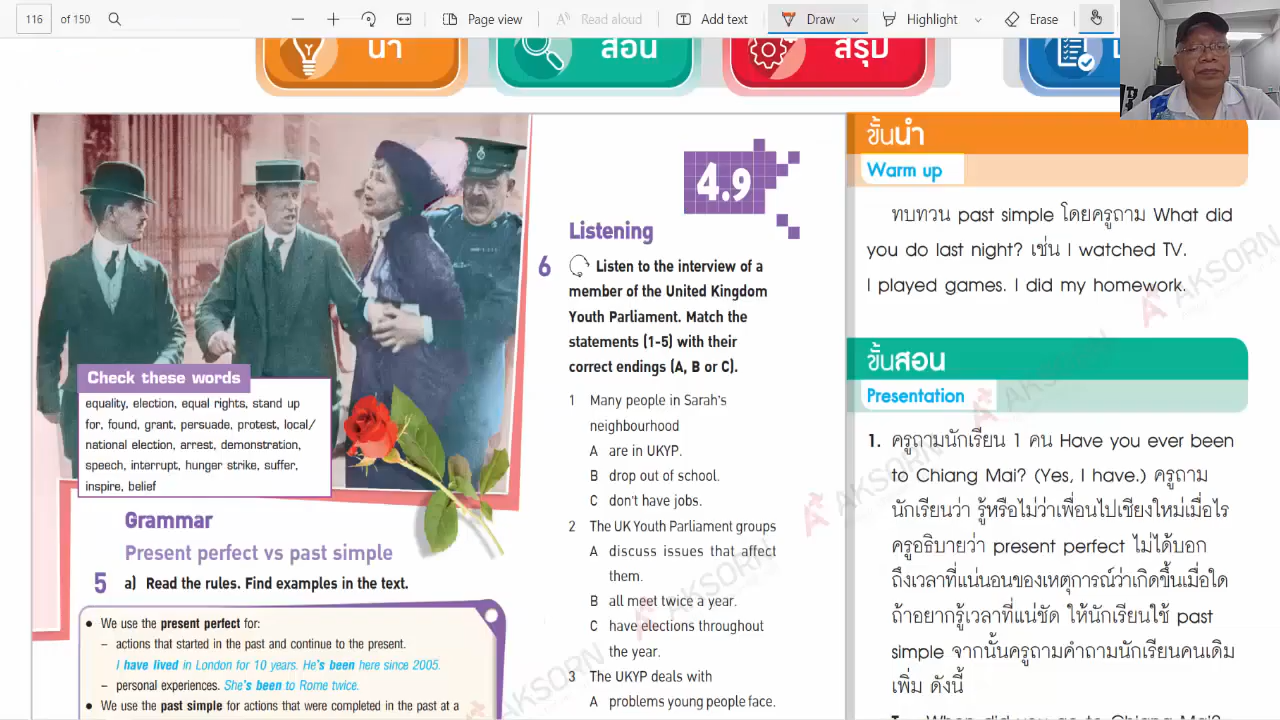 116 of 150
Page view
Read aloud
Add text
Draw
Highlight
Erase
นำ
สอน
สรุป
Check these words
equality, election, equal rights, stand up
for, found, grant, persuade, protest, local/
national election, arrest, demonstration,
speech, interrupt, hunger strike, suffer,
inspire, belief
Grammar
Present perfect vs past simple
5 a) Read the rules. Find examples in the text.
• We use the present perfect for:
– actions that started in the past and continue to the present.
I have lived in London for 10 years. He's been here since 2005.
– personal experiences. She's been to Rome twice.
• We use the past simple for actions that were completed in the past at a
4.9
Listening
6 Listen to the interview of a
member of the United Kingdom
Youth Parliament. Match the
statements (1-5) with their
correct endings (A, B or C).
1 Many people in Sarah's
neighbourhood
A are in UKYP.
B drop out of school.
C don't have jobs.
2 The UK Youth Parliament groups
A discuss issues that affect
them.
B all meet twice a year.
C have elections throughout
the year.
3 The UKYP deals with
A problems young people face.
ขั้นนำ
Warm up
ทบทวน past simple โดยครูถาม What did
you do last night? เช่น I watched TV.
I played games. I did my homework.
ขั้นสอน
Presentation
1. ครูถามนักเรียน 1 คน Have you ever been
to Chiang Mai? (Yes, I have.) ครูถาม
นักเรียนว่า รู้หรือไม่ว่าเพื่อนไปเชียงใหม่เมื่อไร
ครูอธิบายว่า present perfect ไม่ได้บอก
ถึงเวลาที่แน่นอนของเหตุการณ์ว่าเกิดขึ้นเมื่อใด
ถ้าอยากรู้เวลาที่แน่ชัด ให้นักเรียนใช้ past
simple จากนั้นครูถามคำถามนักเรียนคนเดิม
เพิ่ม ดังนี้
T: When did you go to Chiang Mai?
AKSORN
AKSORN
AKSORN